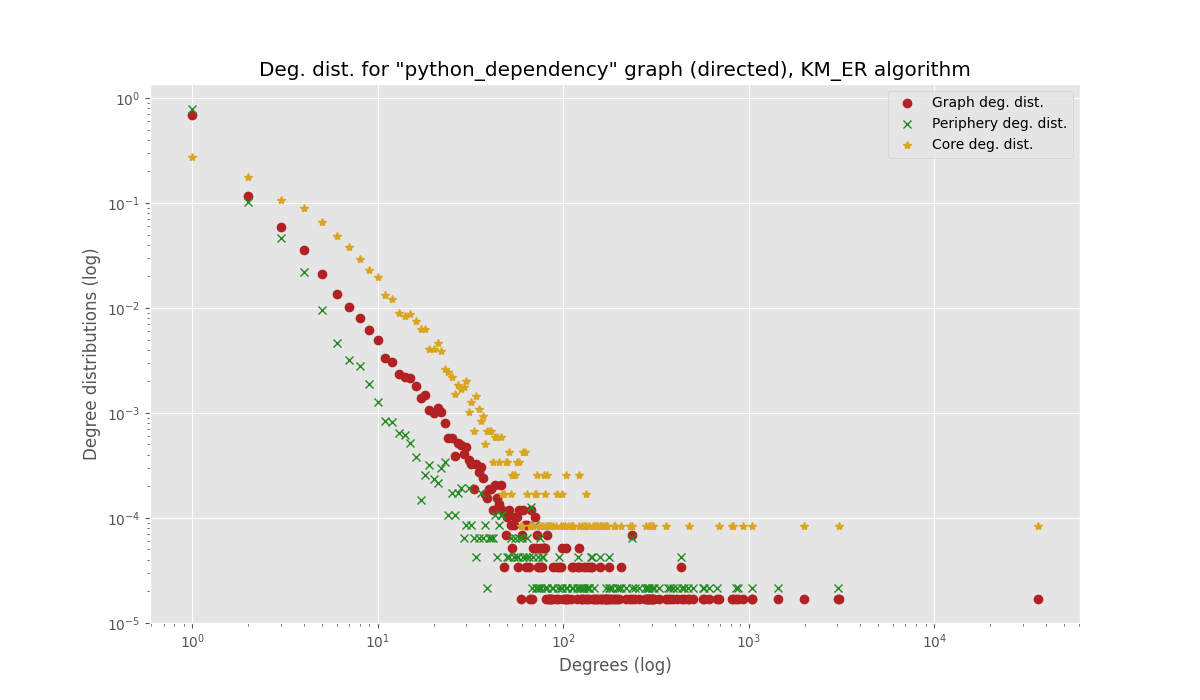 Deg. dist. for "python_dependency" graph (directed), KM_ER algorithm
Graph deg. dist.
Periphery deg. dist.
Core deg. dist.
Degree distributions (log)
10⁰
10⁻¹
10⁻²
10⁻³
10⁻⁴
10⁻⁵
10⁰
10¹
10²
10³
10⁴
Degrees (log)